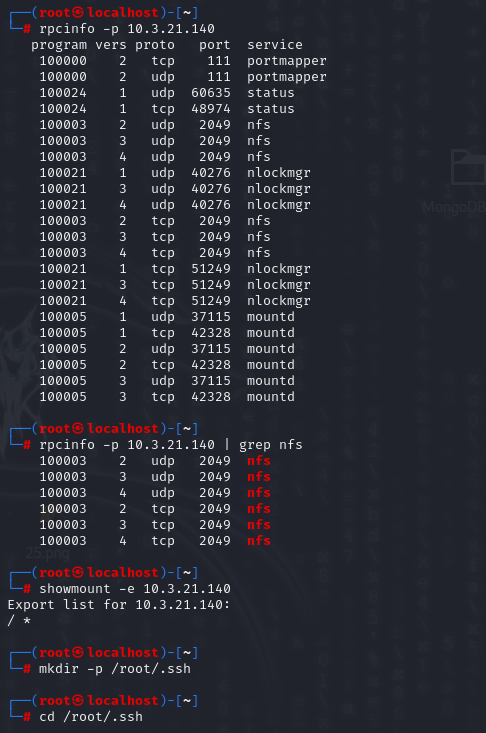 ┌──(root㉿localhost)-[~]
└─# rpcinfo -p 10.3.21.140
   program vers proto   port  service
    100000    2   tcp    111  portmapper
    100000    2   udp    111  portmapper
    100024    1   udp  60635  status
    100024    1   tcp  48974  status
    100003    2   udp   2049  nfs
    100003    3   udp   2049  nfs
    100003    4   udp   2049  nfs
    100021    1   udp  40276  nlockmgr
    100021    3   udp  40276  nlockmgr
    100021    4   udp  40276  nlockmgr
    100003    2   tcp   2049  nfs
    100003    3   tcp   2049  nfs
    100003    4   tcp   2049  nfs
    100021    1   tcp  51249  nlockmgr
    100021    3   tcp  51249  nlockmgr
    100021    4   tcp  51249  nlockmgr
    100005    1   udp  37115  mountd
    100005    1   tcp  42328  mountd
    100005    2   udp  37115  mountd
    100005    2   tcp  42328  mountd
    100005    3   udp  37115  mountd
    100005    3   tcp  42328  mountd
┌──(root㉿localhost)-[~]
└─# rpcinfo -p 10.3.21.140 | grep nfs
    100003    2   udp   2049  nfs
    100003    3   udp   2049  nfs
    100003    4   udp   2049  nfs
    100003    2   tcp   2049  nfs
    100003    3   tcp   2049  nfs
    100003    4   tcp   2049  nfs
25.png
┌──(root㉿localhost)-[~]
└─# showmount -e 10.3.21.140
Export list for 10.3.21.140:
/ *
┌──(root㉿localhost)-[~]
└─# mkdir -p /root/.ssh
┌──(root㉿localhost)-[~]
└─# cd /root/.ssh
MongoDB